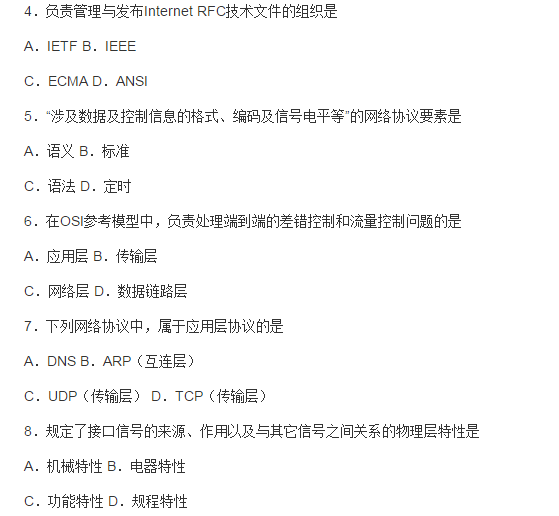 4．负责管理与发布Internet RFC技术文件的组织是
A．IETF B．IEEE
C．ECMA D．ANSI
5．“涉及数据及控制信息的格式、编码及信号电平等”的网络协议要素是
A．语义 B．标准
C．语法 D．定时
6．在OSI参考模型中，负责处理端到端的差错控制和流量控制问题的是
A．应用层 B．传输层
C．网络层 D．数据链路层
7．下列网络协议中，属于应用层协议的是
A．DNS B．ARP（互连层）
C．UDP（传输层） D．TCP（传输层）
8．规定了接口信号的来源、作用以及与其它信号之间关系的物理层特性是
A．机械特性 B．电器特性
C．功能特性 D．规程特性